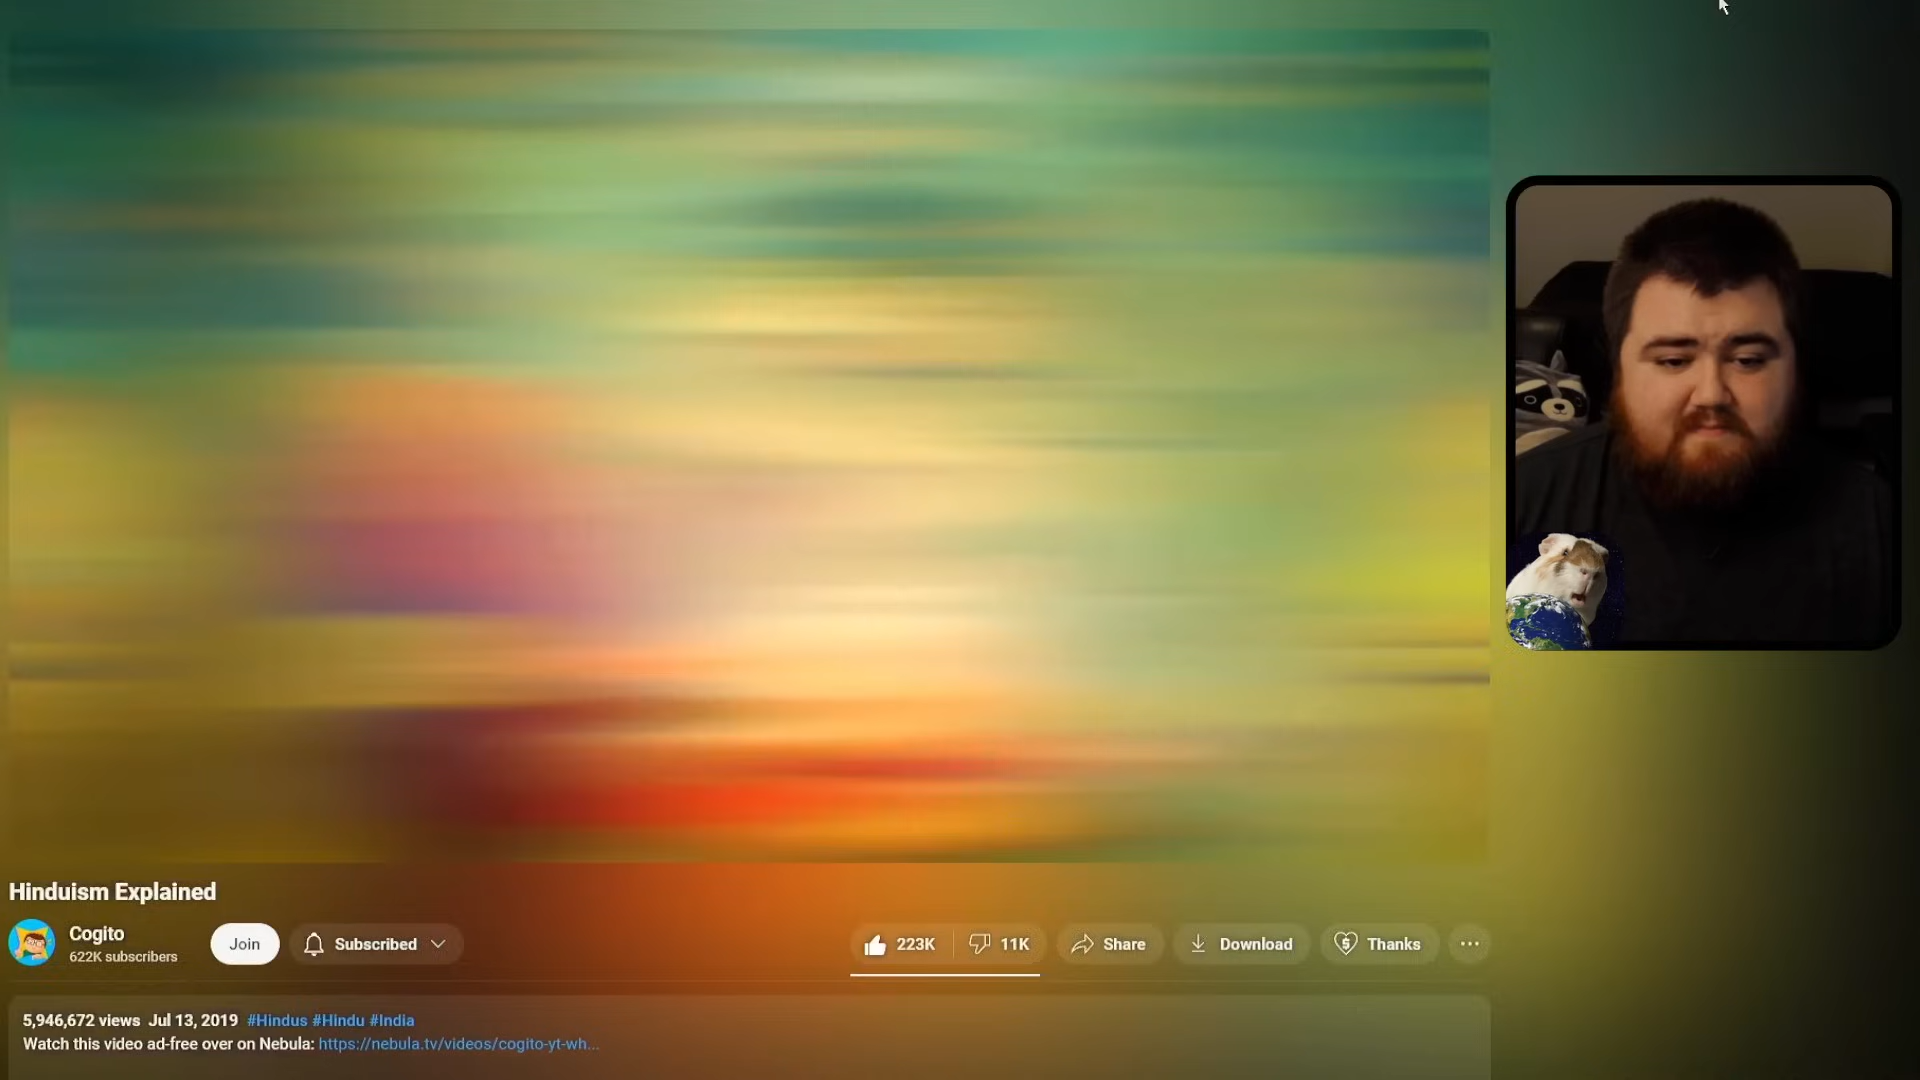 Hinduism Explained
Cogito
622K subscribers
Join
Subscribed
223K
11K
Share
Download
Thanks
5,946,672 views Jul 13, 2019 #Hindus #Hindu #India
Watch this video ad-free over on Nebula: https://nebula.tv/videos/cogito-yt-wh...